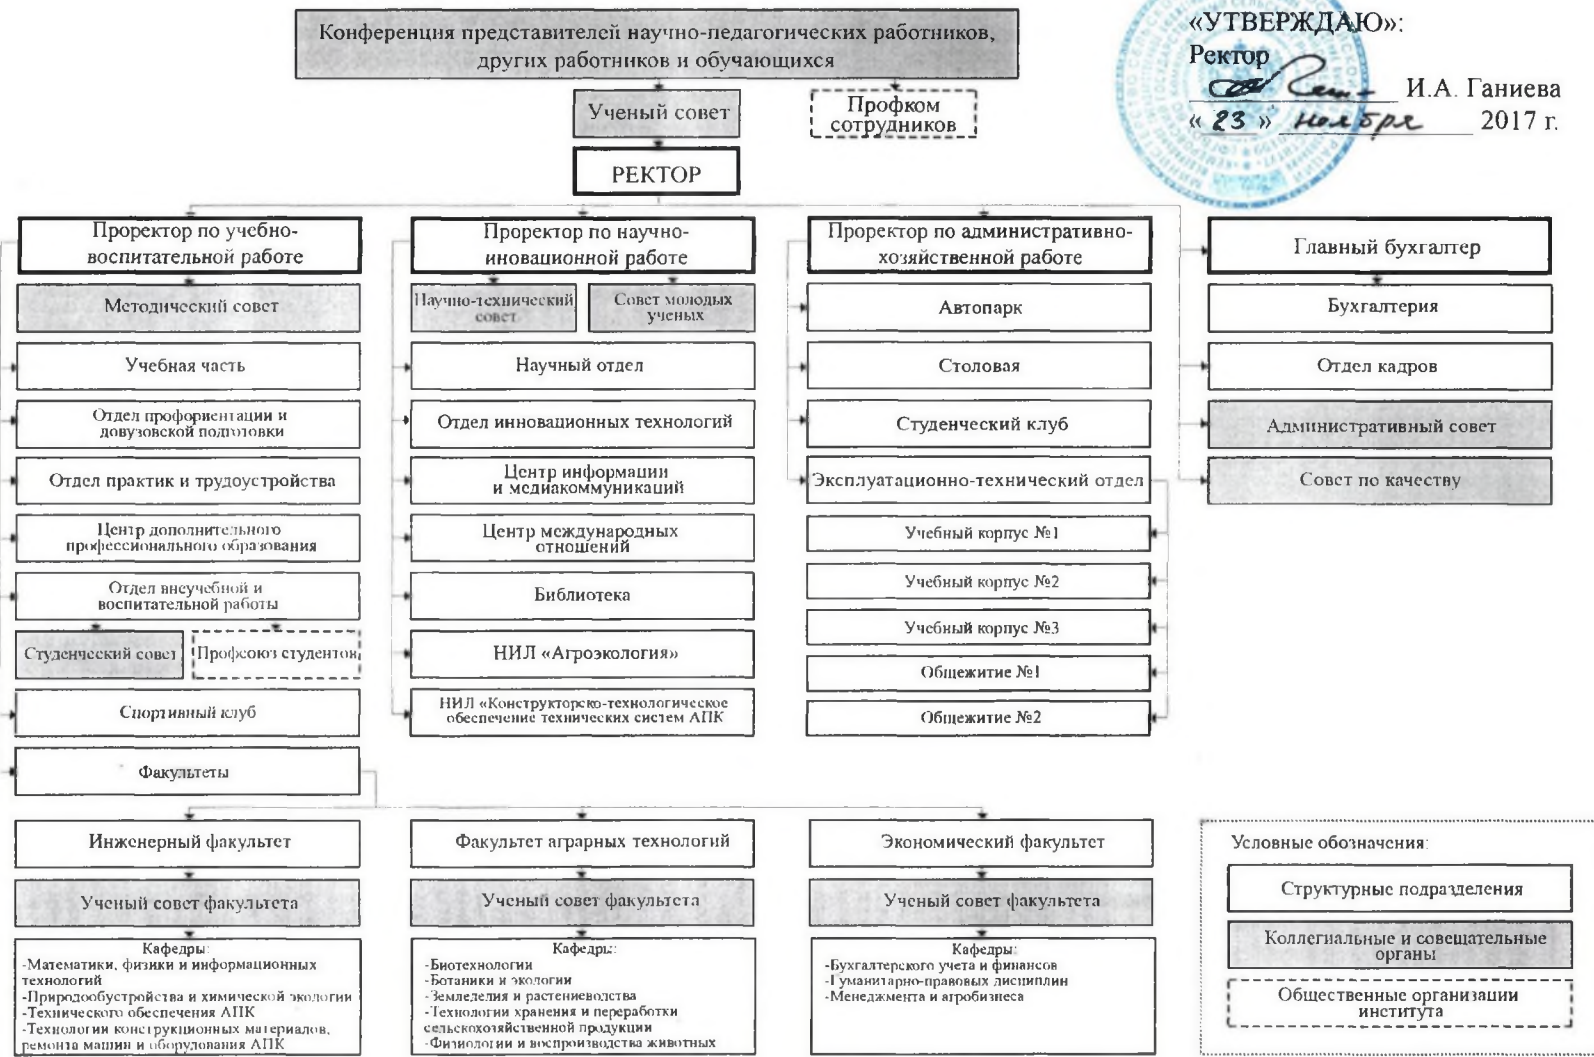 Конференция представителей научно-педагогических работников,
других работников и обучающихся
«УТВЕРЖДАЮ»:
Ректор
И.А. Ганиева
« 23 » ноября 2017 г.
Ученый совет
Профком
сотрудников
РЕКТОР
Проректор по учебно-
воспитательной работе
Методический совет
Учебная часть
Отдел профориентации и
довузовской подготовки
Отдел практик и трудоустройства
Центр дополнительного
профессионального образования
Отдел внеучебной и
воспитательной работы
Студенческий совет
Профсоюз студентов
Спортивный клуб
Факультеты
Проректор по научно-
иновационной работе
Научно-технический
совет
Совет молодых
ученых
Научный отдел
Отдел инновационных технологий
Центр информации
и медиакоммуникаций
Центр международных
отношений
Библиотека
НИЛ «Агроэкология»
НИЛ «Конструкторско-технологическое
обеспечение технических систем АПК
Проректор по административно-
хозяйственной работе
Автопарк
Столовая
Студенческий клуб
Эксплуатационно-технический отдел
Учебный корпус №1
Учебный корпус №2
Учебный корпус №3
Общежитие №1
Общежитие №2
Главный бухгалтер
Бухгалтерия
Отдел кадров
Административный совет
Совет по качеству
Инженерный факультет
Ученый совет факультета
Кафедры:
-Математики, физики и информационных
технологий
-Природообустройства и химической экологии
-Технического обеспечения АПК
-Технологии конструкционных материалов,
ремонта машин и оборудования АПК
Факультет аграрных технологий
Ученый совет факультета
Кафедры:
-Биотехнологии
-Ботаники и экологии
-Земледелия и растениеводства
-Технологии хранения и переработки
сельскохозяйственной продукции
-Физиологии и воспроизводства животных
Экономический факультет
Ученый совет факультета
Кафедры:
-Бухгалтерского учета и финансов
-Гуманитарно-правовых дисциплин
-Менеджмента и агробизнеса
Условные обозначения:
Структурные подразделения
Коллегиальные и совещательные
органы
Общественные организации
института